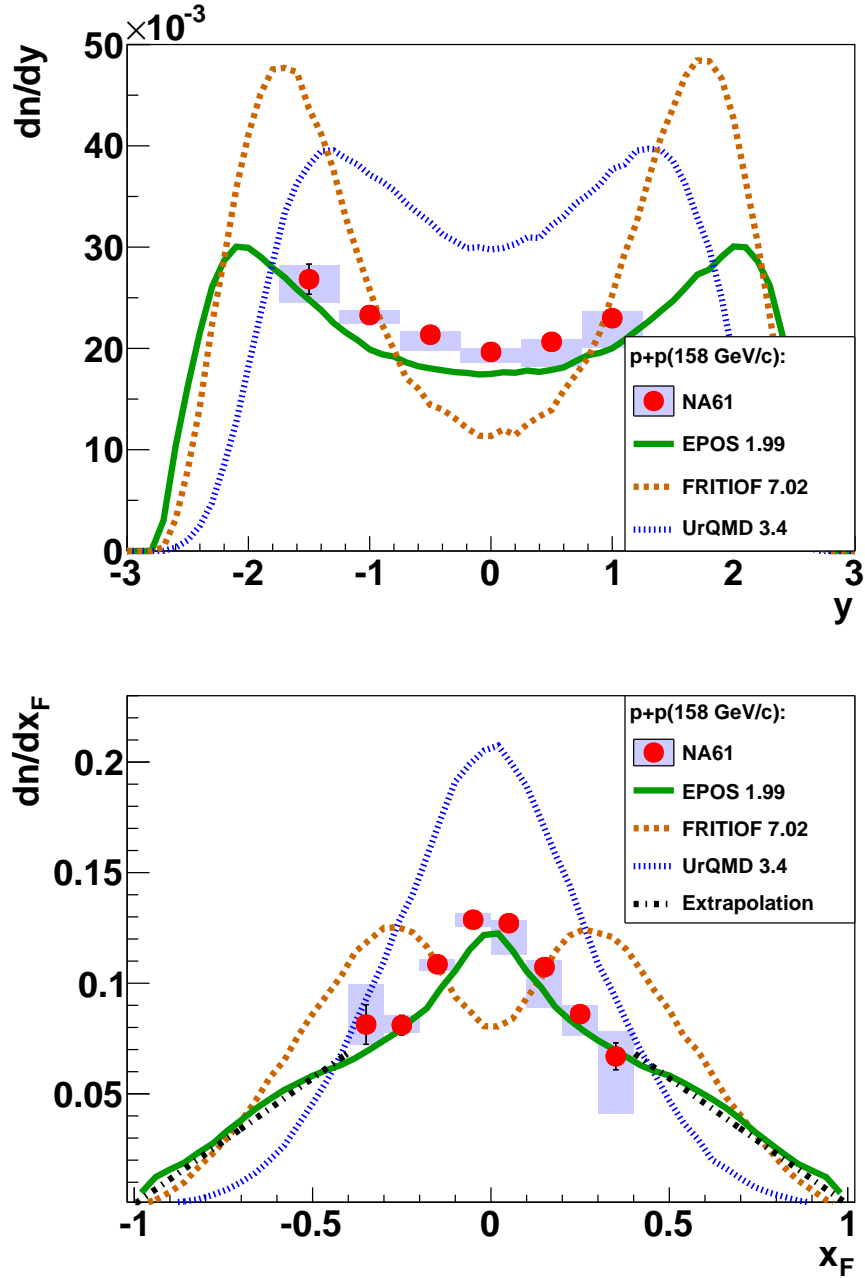 ×10⁻³
dn/dy
50
40
30
20
10
0
-3 -2 -1 0 1 2 3
y
p+p(158 GeV/c):
NA61
EPOS 1.99
FRITIOF 7.02
UrQMD 3.4
dn/dx_F
0.2
0.15
0.1
0.05
-1 -0.5 0 0.5 1
x_F
p+p(158 GeV/c):
NA61
EPOS 1.99
FRITIOF 7.02
UrQMD 3.4
Extrapolation